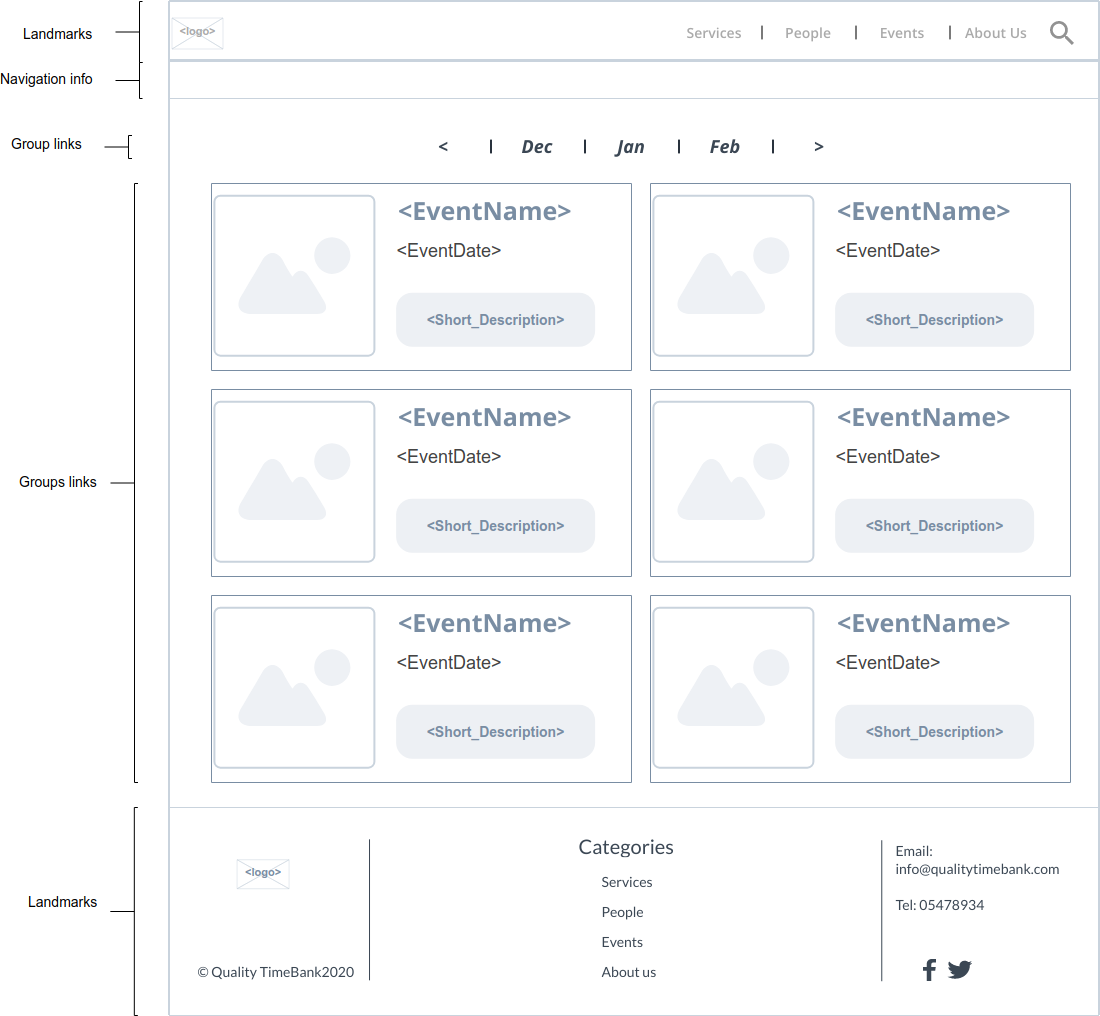 Landmarks
<logo>
Services | People | Events | About Us
Navigation info
Group links
< | Dec | Jan | Feb | >
<EventName>
<EventDate>
<Short_Description>
<EventName>
<EventDate>
<Short_Description>
Groups links
<EventName>
<EventDate>
<Short_Description>
<EventName>
<EventDate>
<Short_Description>
<EventName>
<EventDate>
<Short_Description>
<EventName>
<EventDate>
<Short_Description>
Landmarks
<logo>
© Quality TimeBank2020
Categories
Services
People
Events
About us
Email:
info@qualitytimebank.com
Tel: 05478934